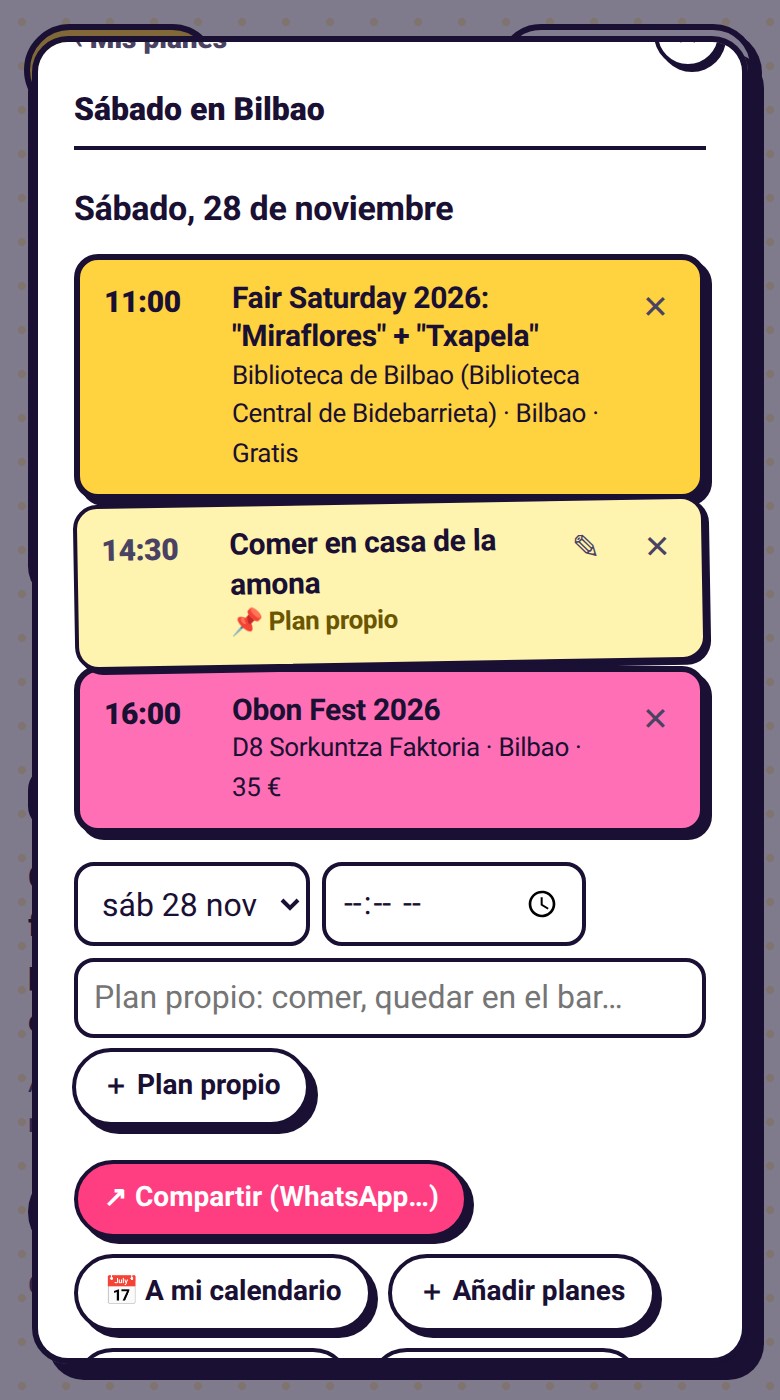 ‹ Mis planes
Sábado en Bilbao
Sábado, 28 de noviembre
11:00
Fair Saturday 2026:
"Miraflores" + "Txapela"
Biblioteca de Bilbao (Biblioteca
Central de Bidebarrieta) · Bilbao ·
Gratis
✕
14:30
Comer en casa de la
amona
📌 Plan propio
✎ ✕
16:00
Obon Fest 2026
D8 Sorkuntza Faktoria · Bilbao ·
35 €
✕
sáb 28 nov
--:-- --
Plan propio: comer, quedar en el bar…
+ Plan propio
↗ Compartir (WhatsApp…)
📅 A mi calendario
+ Añadir planes